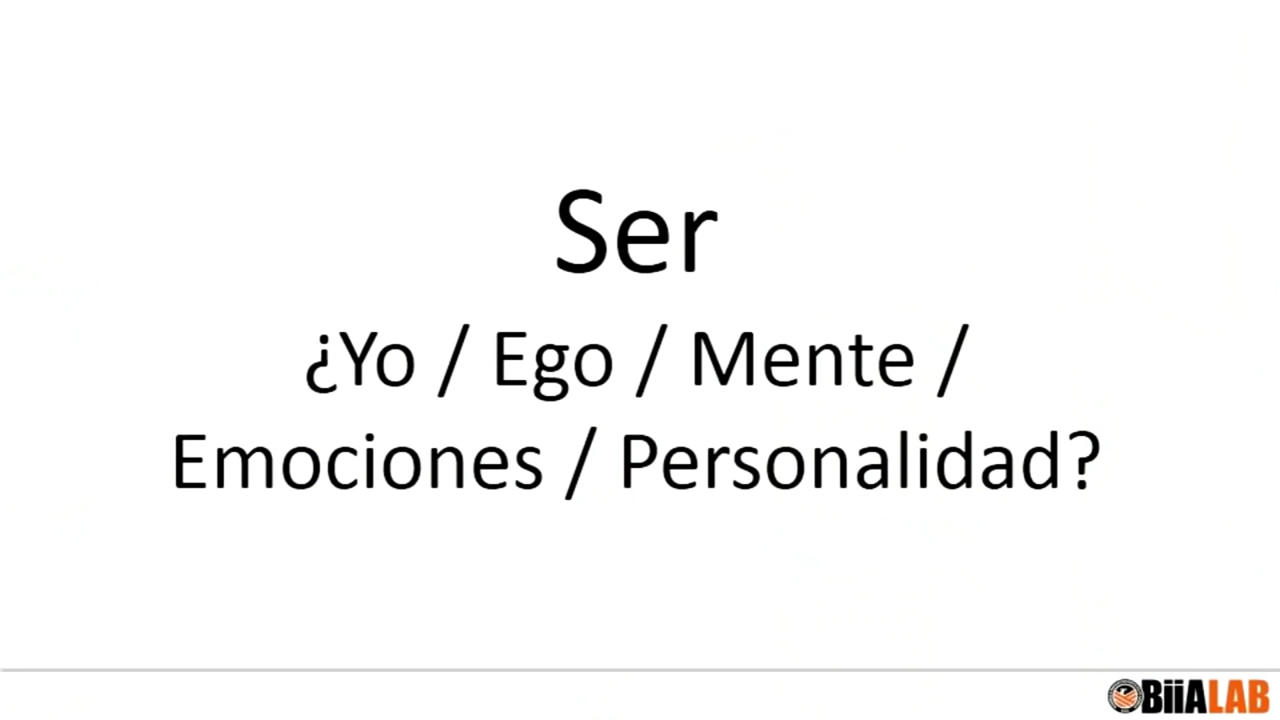 Ser
¿Yo / Ego / Mente /
Emociones / Personalidad?
BiiALAB